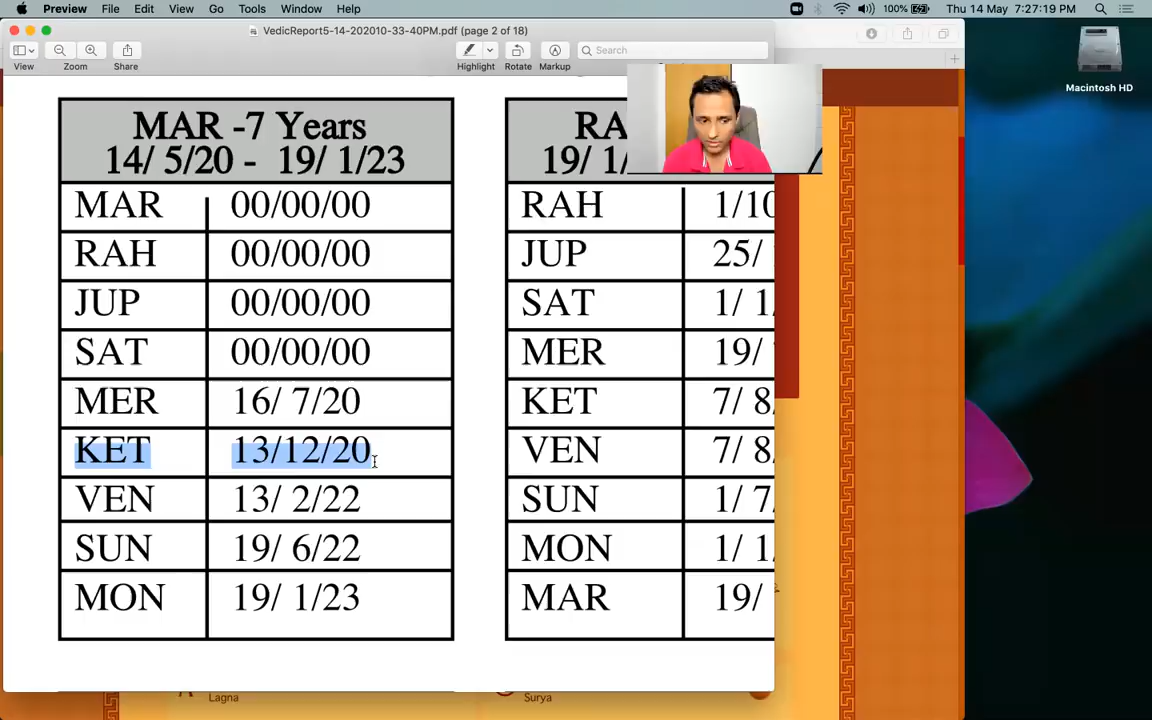 Preview File Edit View Go Tools Window Help 100% Thu 14 May 7:27:19 PM
VedicReport5-14-202010-33-40PM.pdf (page 2 of 18)
Search
View Zoom Share Highlight Rotate Markup
Macintosh HD
MAR -7 Years
14/ 5/20 - 19/ 1/23
MAR 00/00/00
RAH 00/00/00
JUP 00/00/00
SAT 00/00/00
MER 16/ 7/20
KET 13/12/20
VEN 13/ 2/22
SUN 19/ 6/22
MON 19/ 1/23
RA
19/ 1/
RAH 1/10
JUP 25/
SAT 1/ 1/
MER 19/
KET 7/ 8/
VEN 7/ 8/
SUN 1/ 7/
MON 1/ 1/
MAR 19/
Lagna
Surya